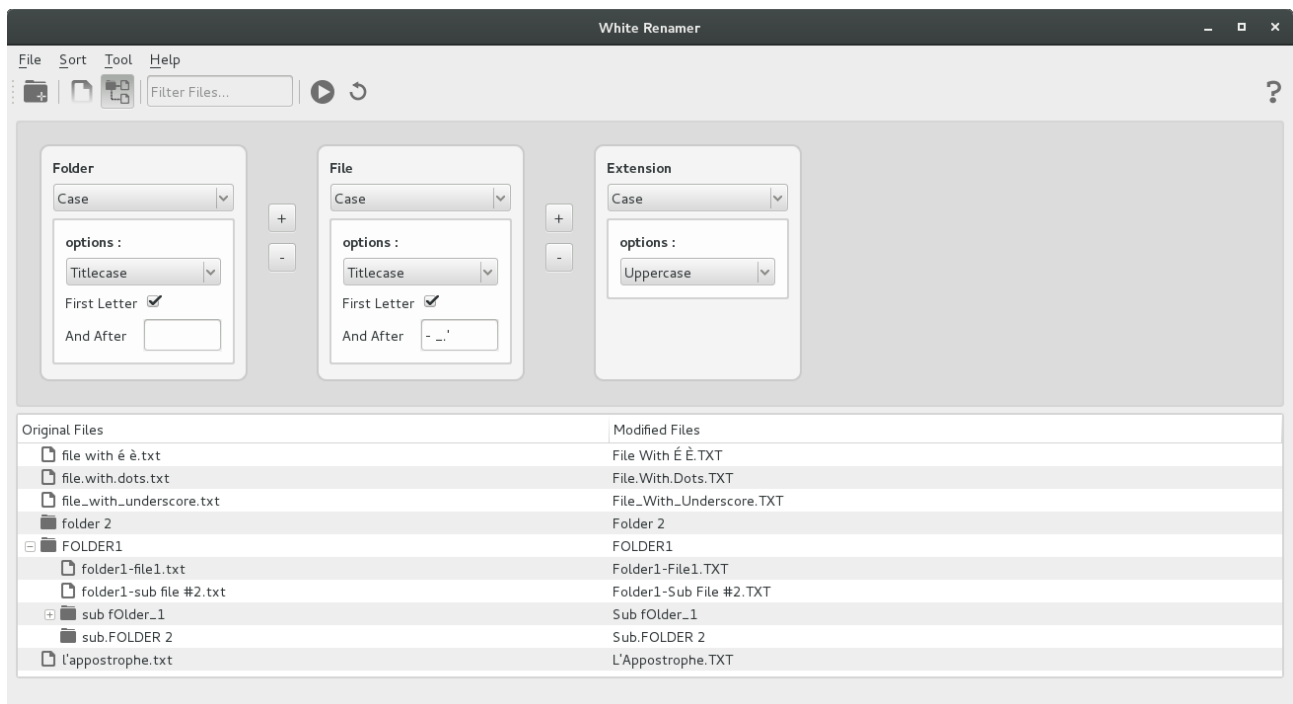 White Renamer
File Sort Tool Help
Filter Files...
?
Folder File Extension
Case Case Case
+ +
options : options : options :
- -
Titlecase Titlecase Uppercase
First Letter First Letter
And After And After - _.'
Original Files Modified Files
file with é è.txt File With É È.TXT
file.with.dots.txt File.With.Dots.TXT
file_with_underscore.txt File_With_Underscore.TXT
folder 2 Folder 2
FOLDER1 FOLDER1
folder1-file1.txt Folder1-File1.TXT
folder1-sub file #2.txt Folder1-Sub File #2.TXT
sub fOlder_1 Sub fOlder_1
sub.FOLDER 2 Sub.FOLDER 2
l'appostrophe.txt L'Appostrophe.TXT